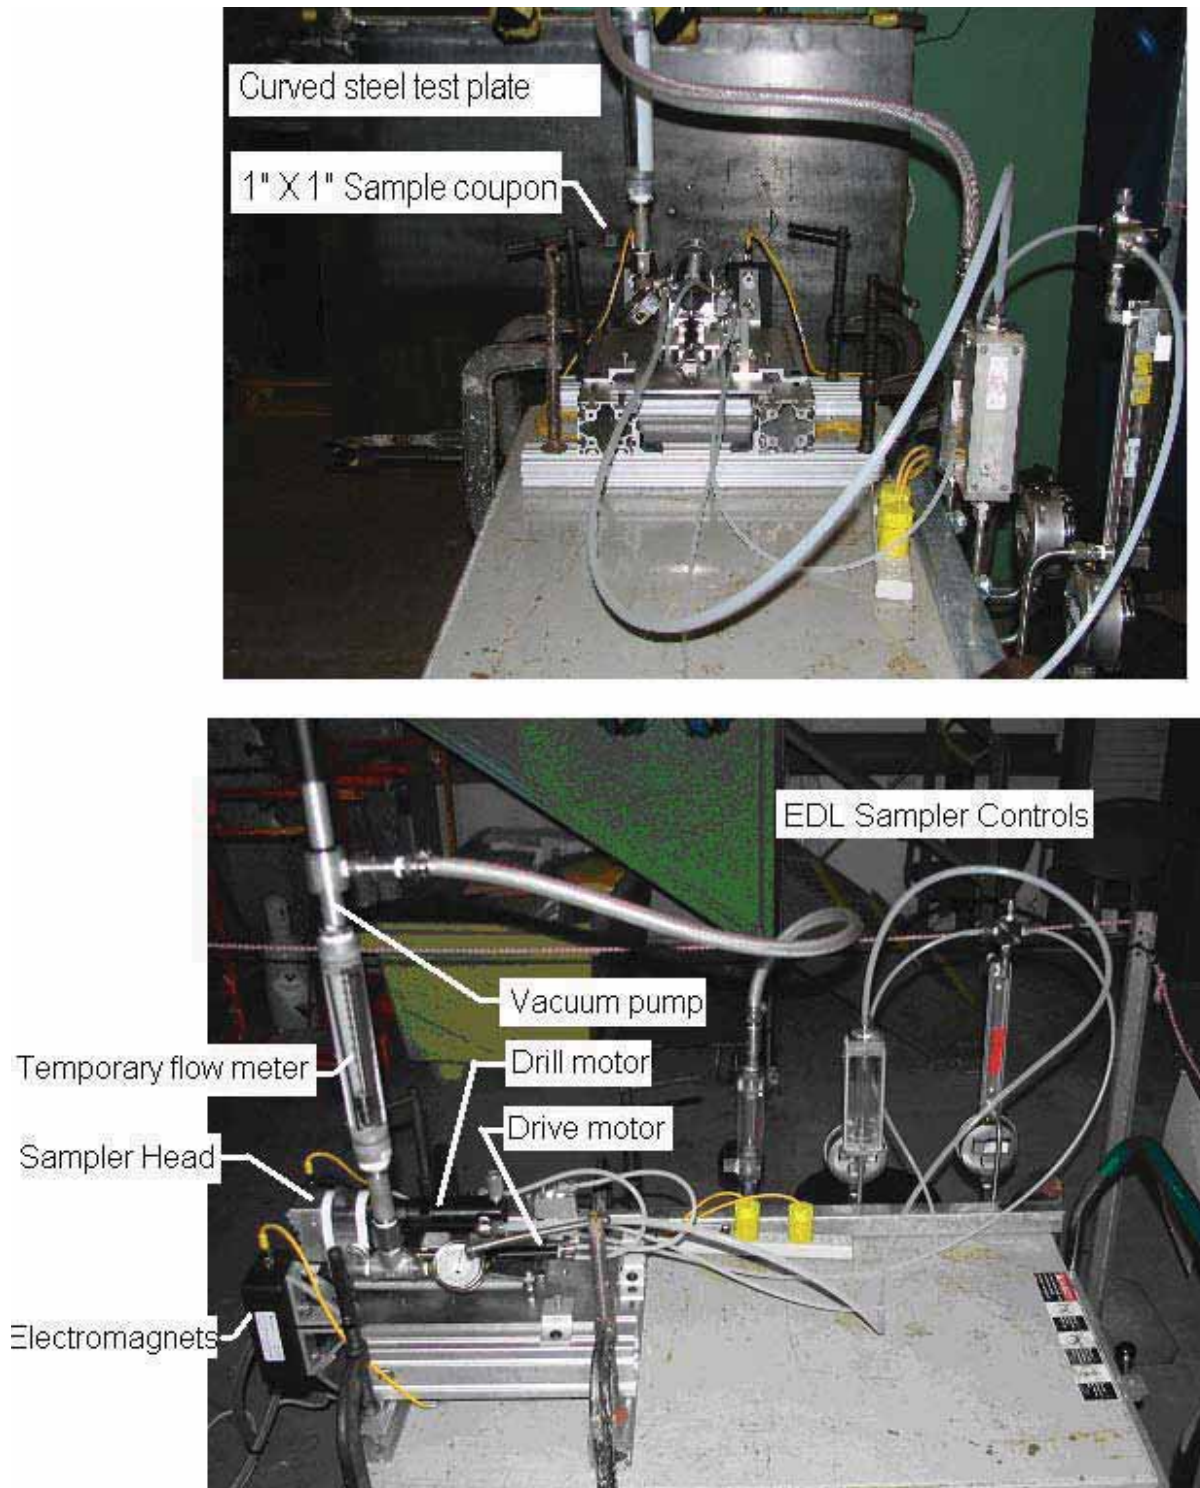 Curved steel test plate
1" X 1" Sample coupon
EDL Sampler Controls
Vacuum pump
Temporary flow meter
Drill motor
Drive motor
Sampler Head
Electromagnets